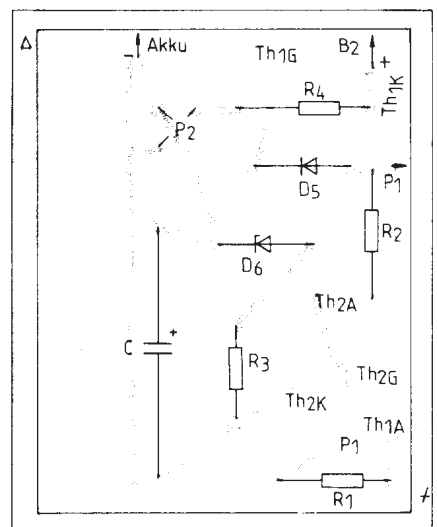 Δ
- Akku
Th1G
B2
+
Th1K
R4
P2
D5
P1
R2
D6
Th2A
C +
R3
Th2G
Th2K
Th1A
P1
R1